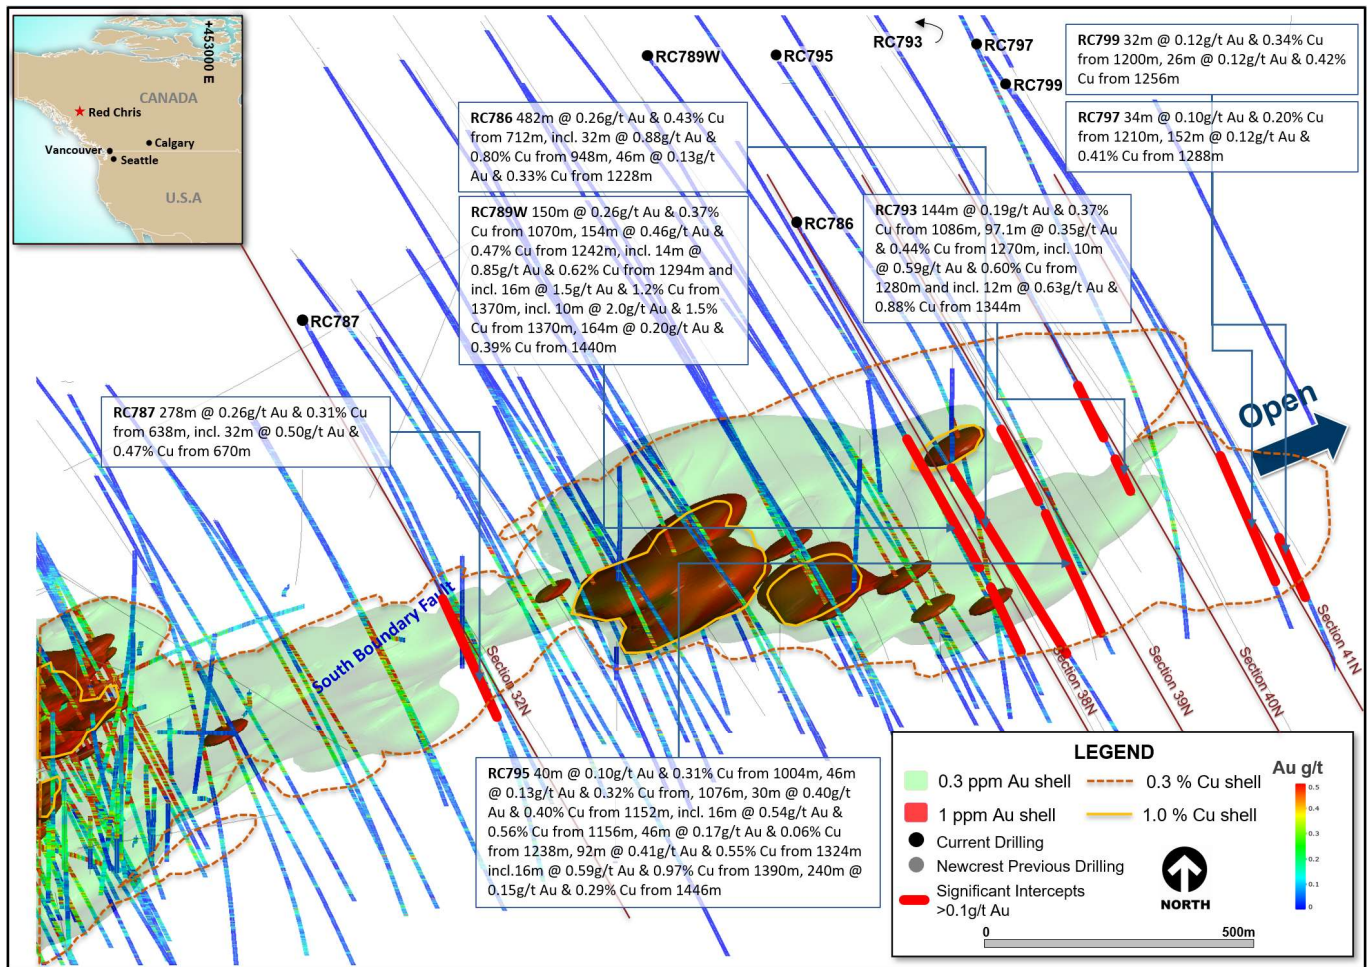 +453000 E
CANADA
Red Chris
Calgary
Vancouver
Seattle
U.S.A
RC789W
RC795
RC793
RC797
RC799
RC799 32m @ 0.12g/t Au & 0.34% Cu
from 1200m, 26m @ 0.12g/t Au & 0.42%
Cu from 1256m
RC797 34m @ 0.10g/t Au & 0.20% Cu
from 1210m, 152m @ 0.12g/t Au &
0.41% Cu from 1288m
RC786 482m @ 0.26g/t Au & 0.43% Cu
from 712m, incl. 32m @ 0.88g/t Au &
0.80% Cu from 948m, 46m @ 0.13g/t
Au & 0.33% Cu from 1228m
RC789W 150m @ 0.26g/t Au & 0.37%
Cu from 1070m, 154m @ 0.46g/t Au &
0.47% Cu from 1242m, incl. 14m @
0.85g/t Au & 0.62% Cu from 1294m and
incl. 16m @ 1.5g/t Au & 1.2% Cu from
1370m, incl. 10m @ 2.0g/t Au & 1.5%
Cu from 1370m, 164m @ 0.20g/t Au &
0.39% Cu from 1440m
RC786
RC793 144m @ 0.19g/t Au & 0.37%
Cu from 1086m, 97.1m @ 0.35g/t Au
& 0.44% Cu from 1270m, incl. 10m
@ 0.59g/t Au & 0.60% Cu from
1280m and incl. 12m @ 0.63g/t Au &
0.88% Cu from 1344m
RC787
RC787 278m @ 0.26g/t Au & 0.31% Cu
from 638m, incl. 32m @ 0.50g/t Au &
0.47% Cu from 670m
Open
South Boundary Fault
Section 32N
Section 38N
Section 39N
Section 40N
Section 41N
RC795 40m @ 0.10g/t Au & 0.31% Cu from 1004m, 46m
@ 0.13g/t Au & 0.32% Cu from, 1076m, 30m @ 0.40g/t
Au & 0.40% Cu from 1152m, incl. 16m @ 0.54g/t Au &
0.56% Cu from 1156m, 46m @ 0.17g/t Au & 0.06% Cu
from 1238m, 92m @ 0.41g/t Au & 0.55% Cu from 1324m
incl.16m @ 0.59g/t Au & 0.97% Cu from 1390m, 240m @
0.15g/t Au & 0.29% Cu from 1446m
LEGEND
0.3 ppm Au shell
0.3 % Cu shell
1 ppm Au shell
1.0 % Cu shell
Current Drilling
Newcrest Previous Drilling
Significant Intercepts
>0.1g/t Au
NORTH
0
500m
Au g/t
0.5
0.3
0.2
0.1
0